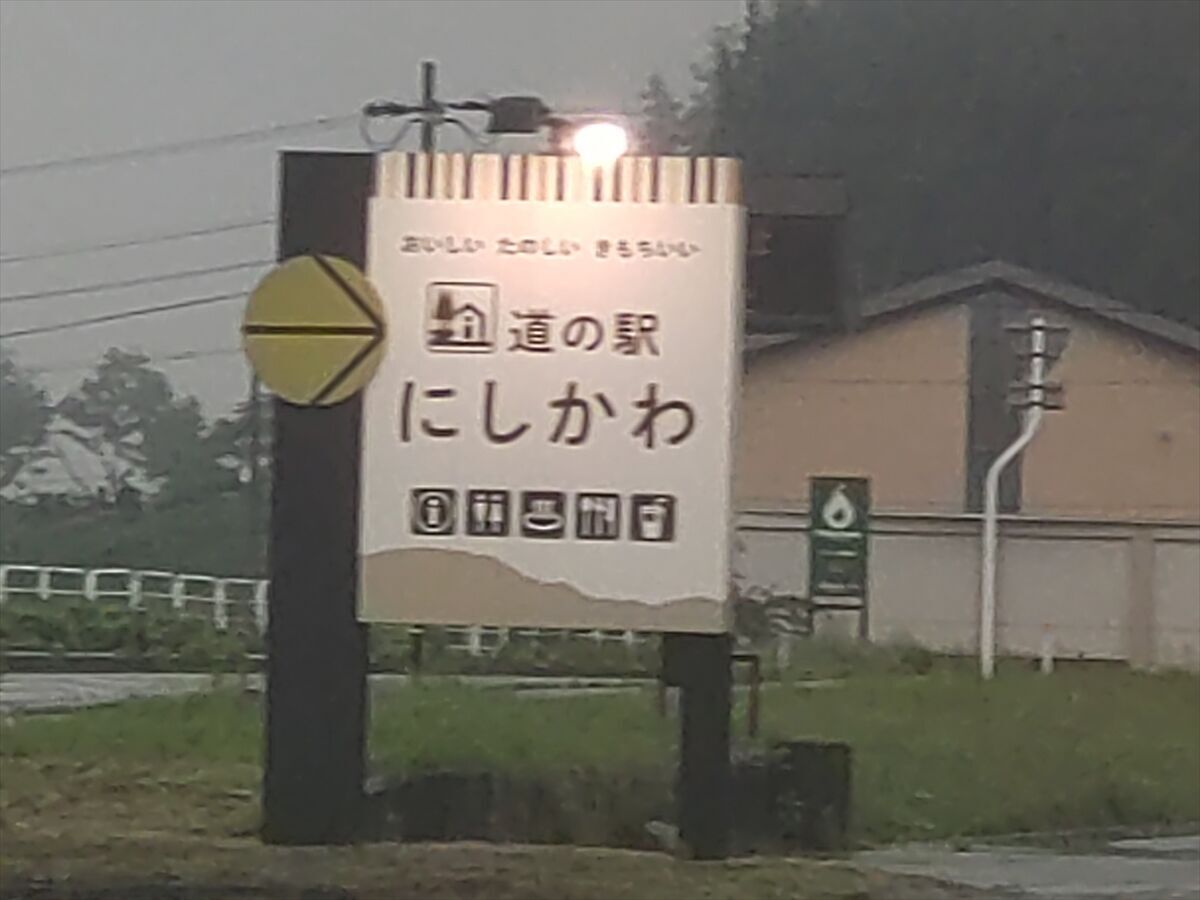 おいしい たのしい きもちいい
道の駅
にしかわ